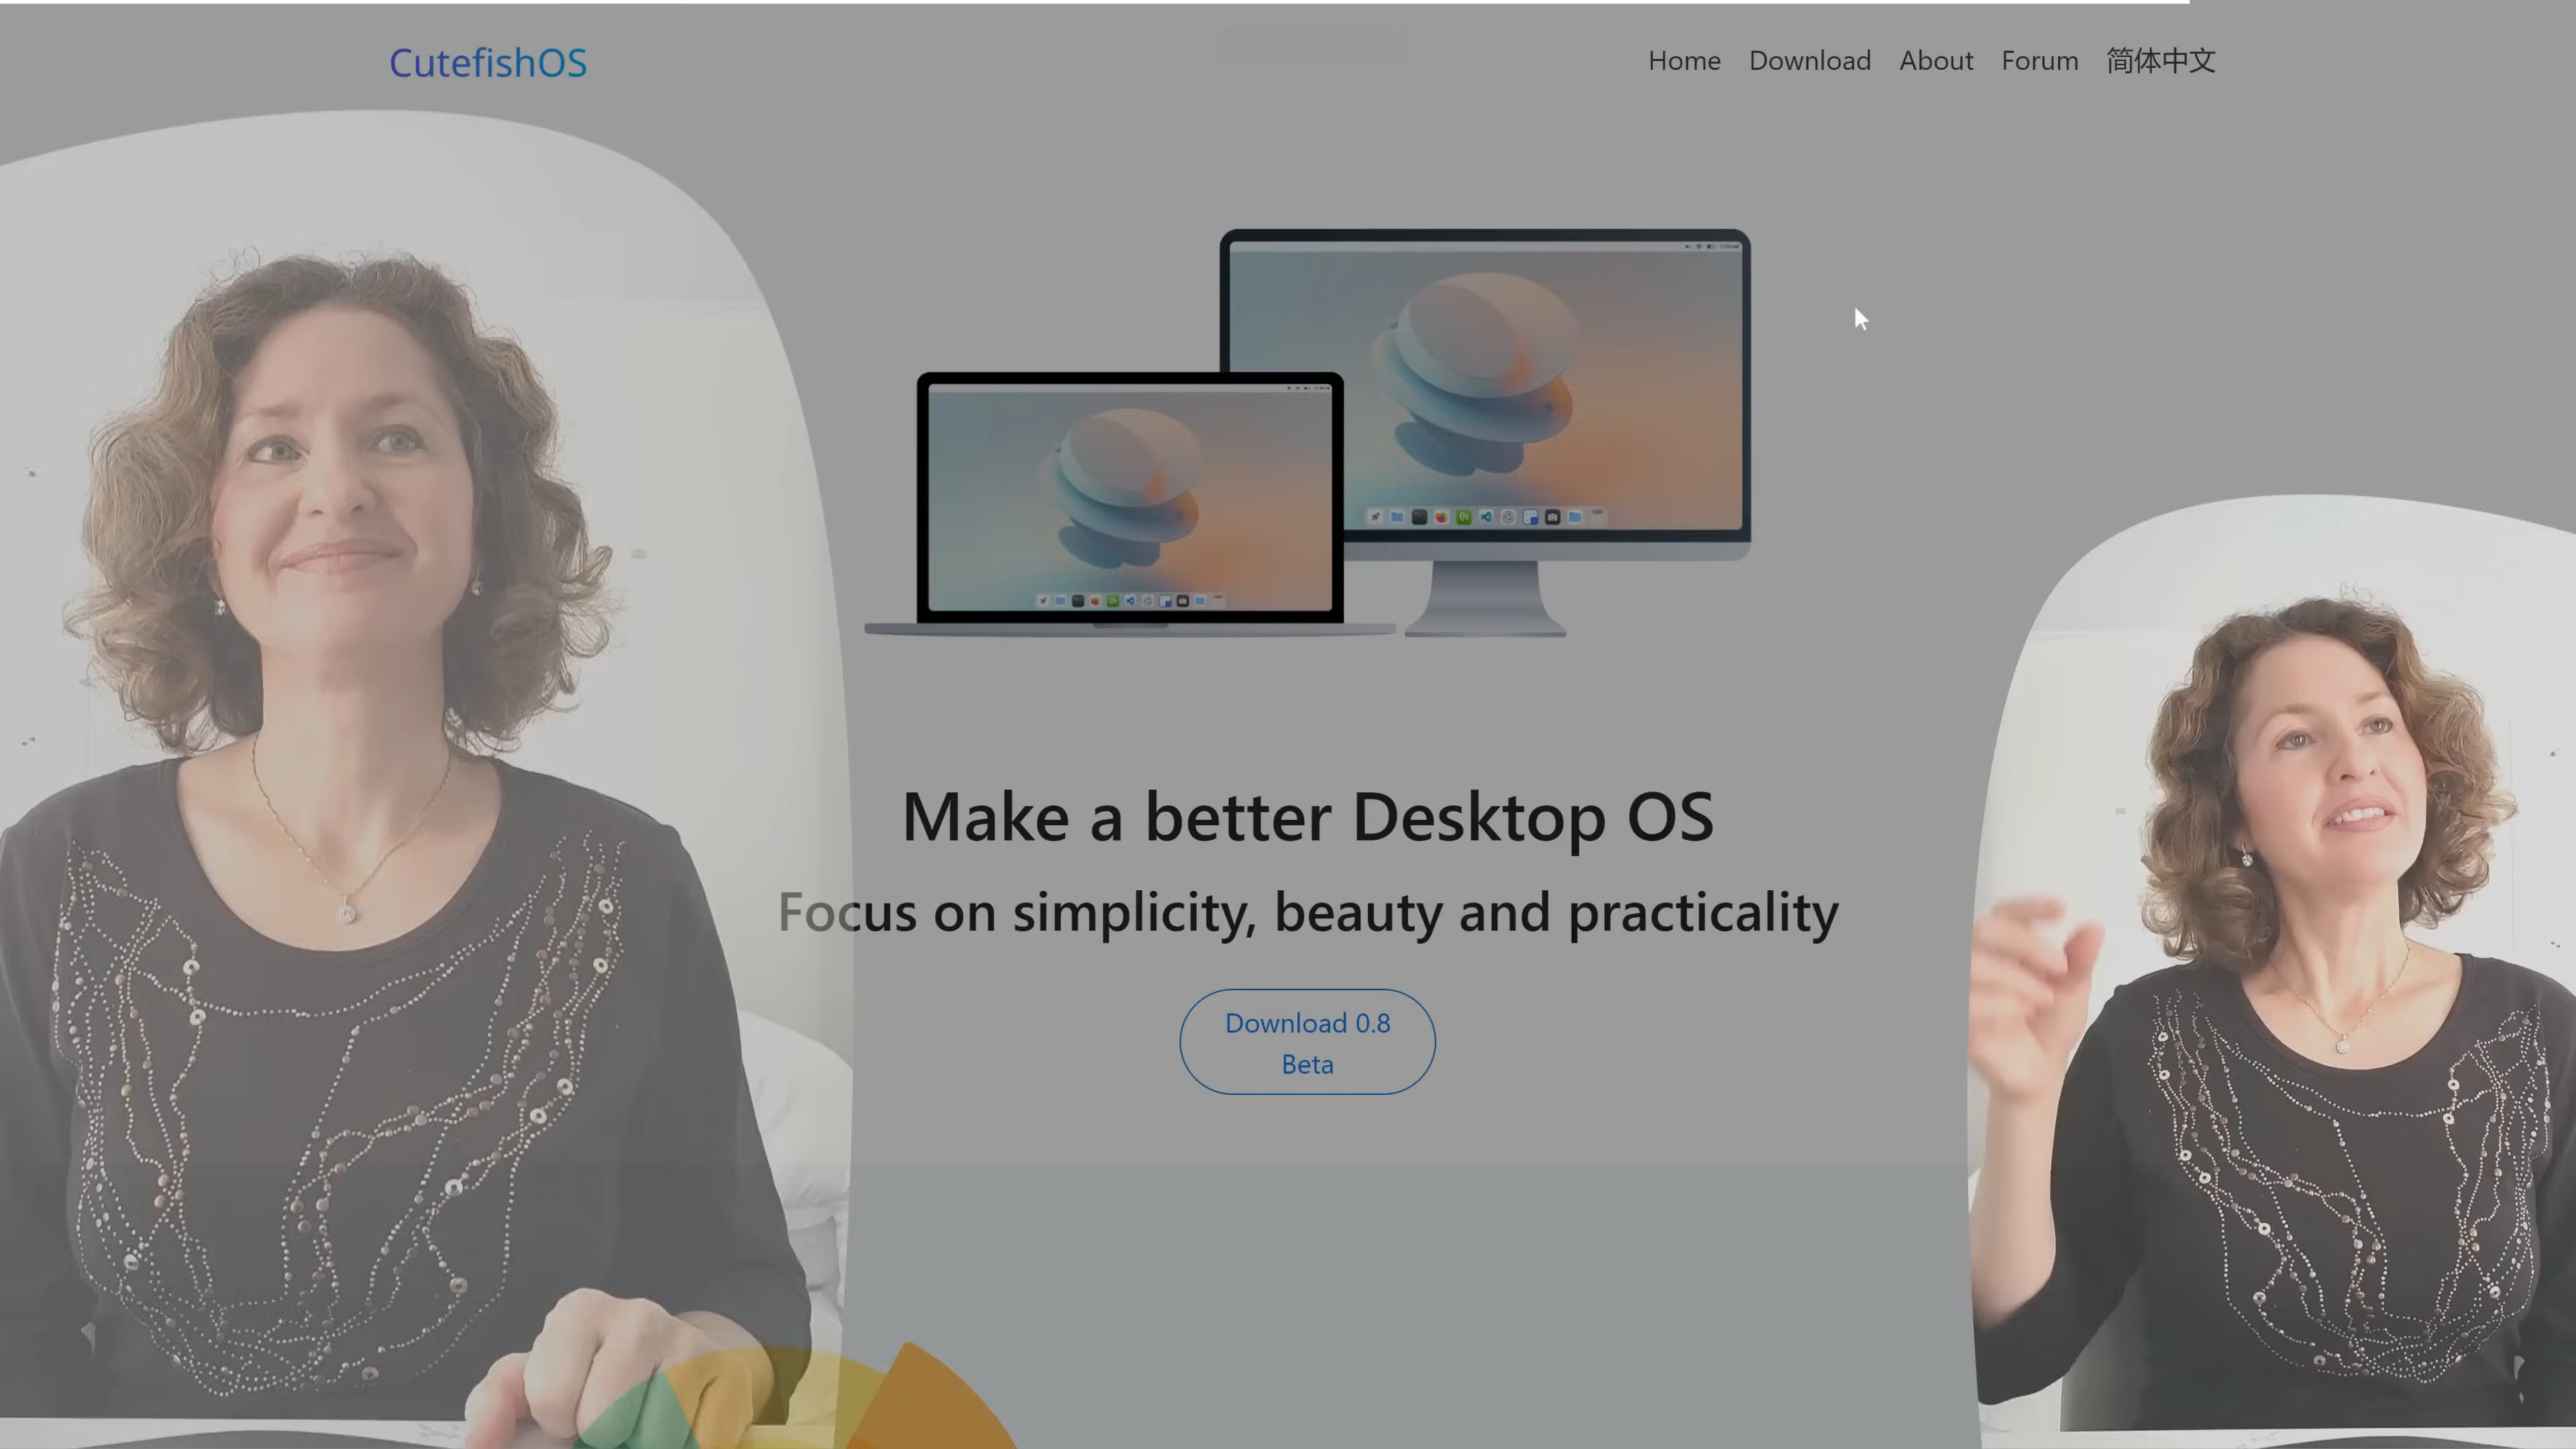 CutefishOS
Home Download About Forum 简体中文
Make a better Desktop OS
Focus on simplicity, beauty and practicality
Download 0.8
Beta